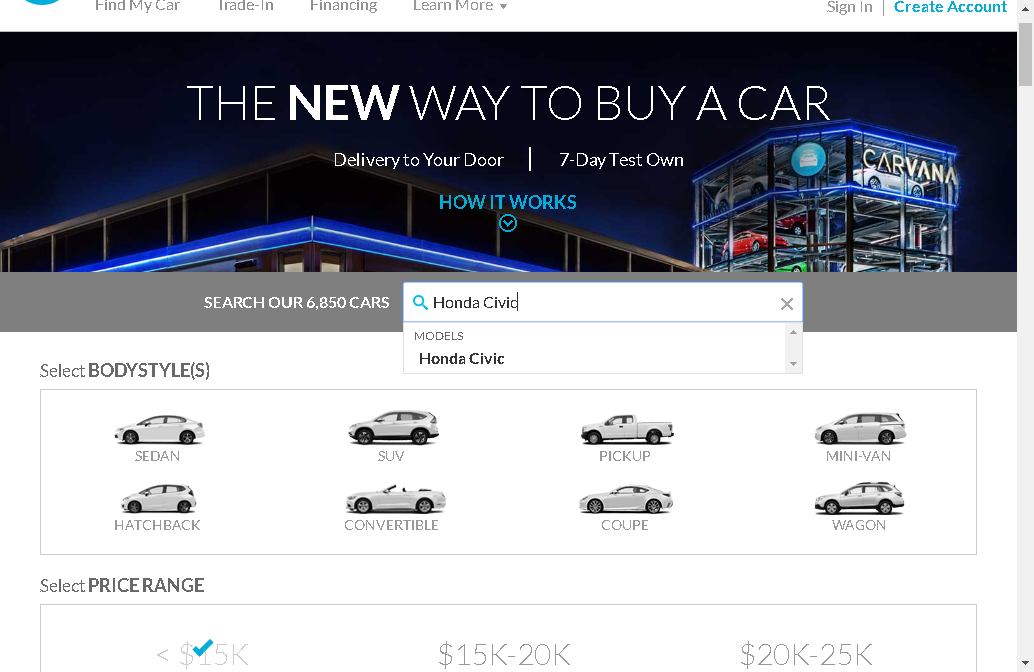 Find My Car Trade-In Financing Learn More Sign In Create Account
THE NEW WAY TO BUY A CAR
Delivery to Your Door 7-Day Test Own
CARVANA
HOW IT WORKS
SEARCH OUR 6,850 CARS Honda Civic
MODELS
Honda Civic
Select BODYSTYLE(S)
SEDAN SUV PICKUP MINI-VAN
HATCHBACK CONVERTIBLE COUPE WAGON
Select PRICE RANGE
< $15K $15K-20K $20K-25K